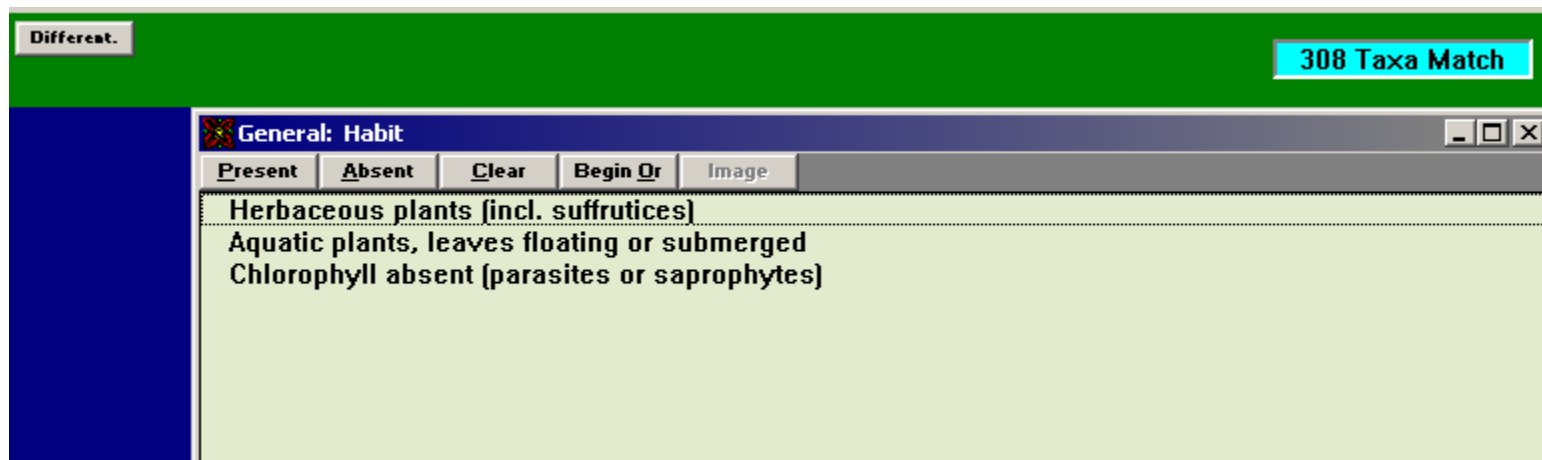 Different.
308 Taxa Match
General: Habit
Present Absent Clear Begin Or Image
Herbaceous plants (incl. suffrutices)
Aquatic plants, leaves floating or submerged
Chlorophyll absent (parasites or saprophytes)